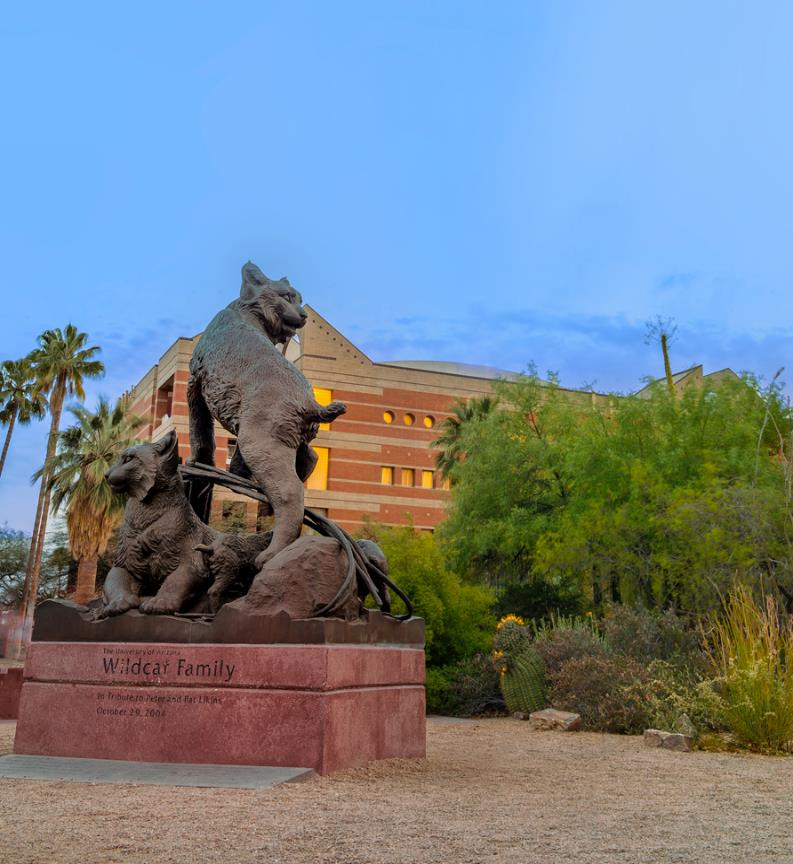 The University of Arizona
Wildcat Family
In Tribute to Peter and Pat Likins
October 29, 2004